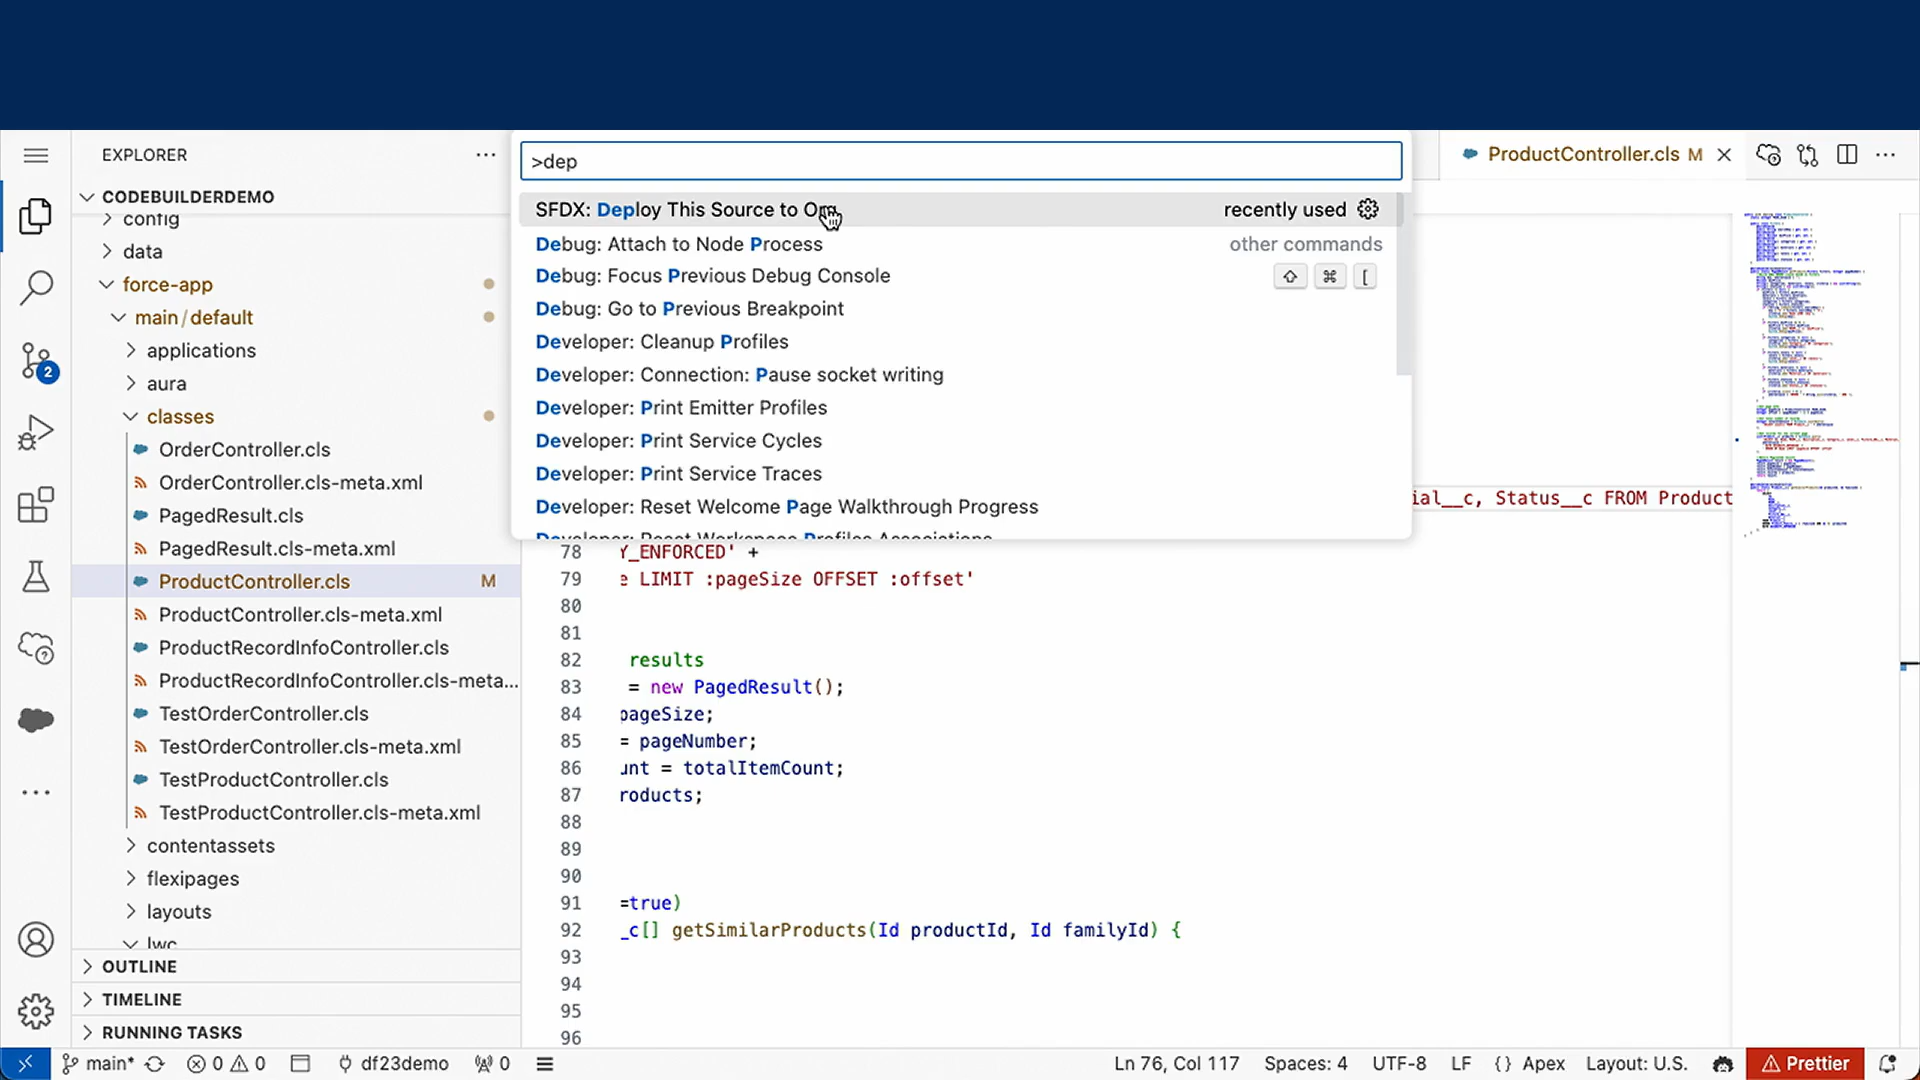 EXPLORER
>dep
ProductController.cls M
CODEBUILDERDEMO
config
data
force-app
main/default
applications
aura
classes
OrderController.cls
OrderController.cls-meta.xml
PagedResult.cls
PagedResult.cls-meta.xml
ProductController.cls M
ProductController.cls-meta.xml
ProductRecordInfoController.cls
ProductRecordInfoController.cls-meta...
TestOrderController.cls
TestOrderController.cls-meta.xml
TestProductController.cls
TestProductController.cls-meta.xml
contentassets
flexipages
layouts
lwc
OUTLINE
TIMELINE
RUNNING TASKS
2
SFDX: Deploy This Source to Org recently used
Debug: Attach to Node Process other commands
Debug: Focus Previous Debug Console ⇧ ⌘ [
Debug: Go to Previous Breakpoint
Developer: Cleanup Profiles
Developer: Connection: Pause socket writing
Developer: Print Emitter Profiles
Developer: Print Service Cycles
Developer: Print Service Traces
Developer: Reset Welcome Page Walkthrough Progress
Developer: Reset Workspace Profiles Associations
ial__c, Status__c FROM Product
78 Y_ENFORCED' +
79 e LIMIT :pageSize OFFSET :offset'
80
81
82 results
83 = new PagedResult();
84 pageSize;
85 = pageNumber;
86 unt = totalItemCount;
87 roducts;
88
89
90
91 =true)
92 _c[] getSimilarProducts(Id productId, Id familyId) {
93
94
95
96
main* 0 0 df23demo 0 Ln 76, Col 117 Spaces: 4 UTF-8 LF {} Apex Layout: U.S. Prettier